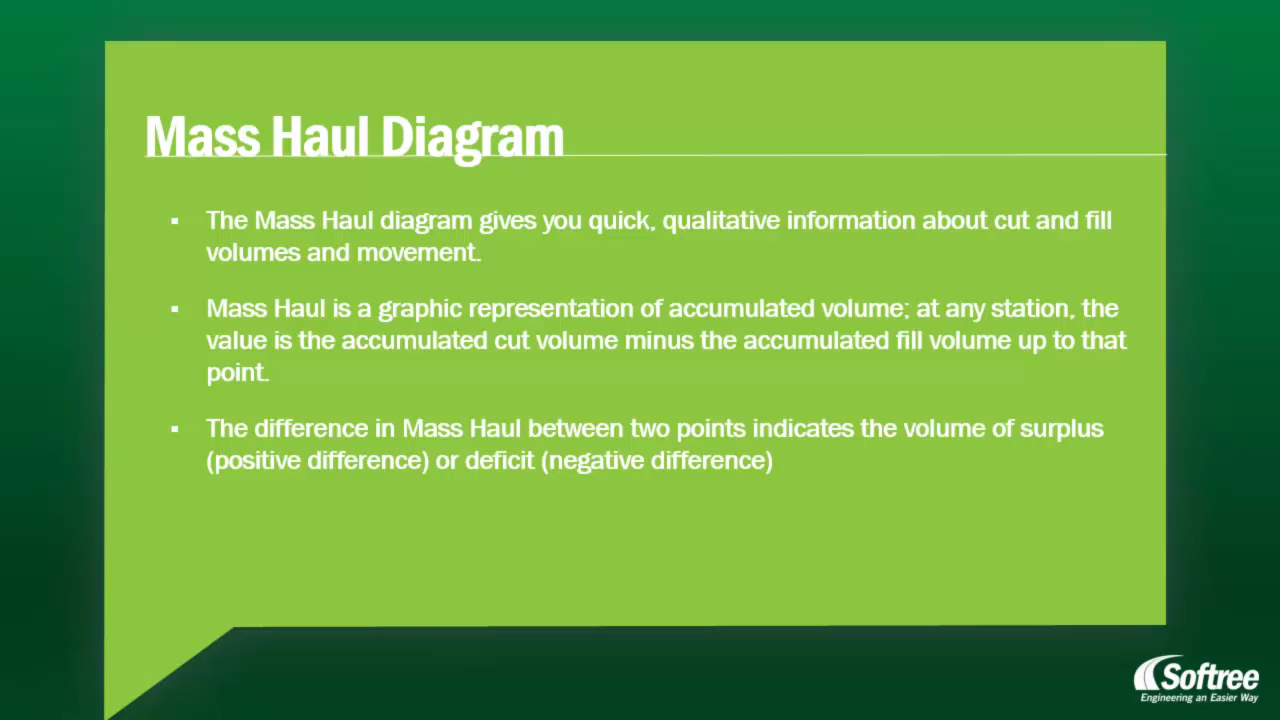 Mass Haul Diagram
▪ The Mass Haul diagram gives you quick, qualitative information about cut and fill
volumes and movement.
▪ Mass Haul is a graphic representation of accumulated volume; at any station, the
value is the accumulated cut volume minus the accumulated fill volume up to that
point.
▪ The difference in Mass Haul between two points indicates the volume of surplus
(positive difference) or deficit (negative difference)
Softree
Engineering an Easier Way